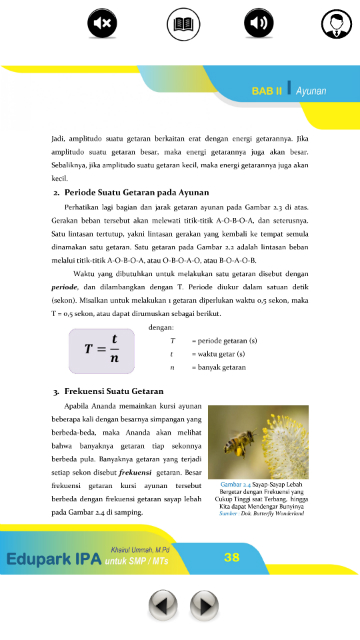 BAB II Ayunan
Jadi, amplitudo suatu getaran berkaitan erat dengan energi getarannya. Jika
amplitudo suatu getaran besar, maka energi getarannya juga akan besar.
Sebaliknya, jika amplitudo suatu getaran kecil, maka energi getarannya juga akan
kecil.
2. Periode Suatu Getaran pada Ayunan
Perhatikan lagi bagian dan jarak getaran ayunan pada Gambar 2.3 di atas.
Gerakan beban tersebut akan melewati titik-titik A-O-B-O-A, dan seterusnya.
Satu lintasan tertutup, yakni lintasan gerakan yang kembali ke tempat semula
dinamakan satu getaran. Satu getaran pada Gambar 2.2 adalah lintasan beban
melalui titik-titik A-O-B-O-A, atau O-B-O-A-O, atau B-O-A-O-B.
Waktu yang dibutuhkan untuk melakukan satu getaran disebut dengan
periode, dan dilambangkan dengan T. Periode diukur dalam satuan detik
(sekon). Misalkan untuk melakukan 1 getaran diperlukan waktu 0,5 sekon, maka
T = 0,5 sekon, atau dapat dirumuskan sebagai berikut.
dengan:
T = t/n
T = periode getaran (s)
t = waktu getar (s)
n = banyak getaran
3. Frekuensi Suatu Getaran
Apabila Ananda memainkan kursi ayunan
beberapa kali dengan besarnya simpangan yang
berbeda-beda, maka Ananda akan melihat
bahwa banyaknya getaran tiap sekonnya
berbeda pula. Banyaknya getaran yang terjadi
setiap sekon disebut frekuensi getaran. Besar
frekuensi getaran kursi ayunan tersebut
berbeda dengan frekuensi getaran sayap lebah
pada Gambar 2.4 di samping.
Gambar 2.4 Sayap-Sayap Lebah
Bergetar dengan Frekuensi yang
Cukup Tinggi saat Terbang, hingga
Kita dapat Mendengar Bunyinya
Sumber: Dok. Butterfly Wonderland
Khairul Ummah, M.Pd
Edupark IPA untuk SMP / MTs
38